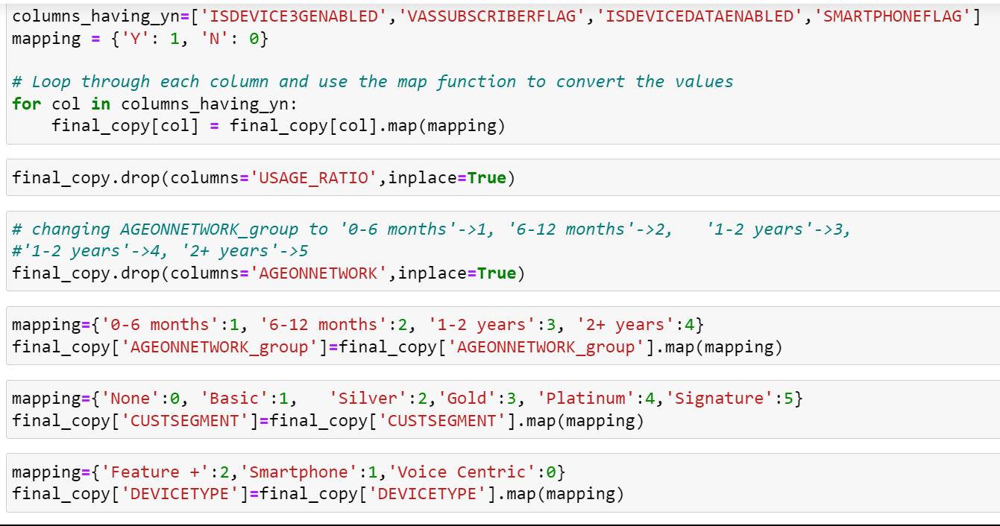 columns_having_yn=['ISDEVICE3GENABLED','VASSUBSCRIBERFLAG','ISDEVICEDATAENABLED','SMARTPHONEFLAG']
mapping = {'Y': 1, 'N': 0}
# Loop through each column and use the map function to convert the values
for col in columns_having_yn:
    final_copy[col] = final_copy[col].map(mapping)
final_copy.drop(columns='USAGE_RATIO',inplace=True)
# changing AGEONNETWORK_group to '0-6 months'->1, '6-12 months'->2,   '1-2 years'->3,
#'1-2 years'->4, '2+ years'->5
final_copy.drop(columns='AGEONNETWORK',inplace=True)
mapping={'0-6 months':1, '6-12 months':2, '1-2 years':3, '2+ years':4}
final_copy['AGEONNETWORK_group']=final_copy['AGEONNETWORK_group'].map(mapping)
mapping={'None':0, 'Basic':1,   'Silver':2,'Gold':3, 'Platinum':4,'Signature':5}
final_copy['CUSTSEGMENT']=final_copy['CUSTSEGMENT'].map(mapping)
mapping={'Feature +':2,'Smartphone':1,'Voice Centric':0}
final_copy['DEVICETYPE']=final_copy['DEVICETYPE'].map(mapping)